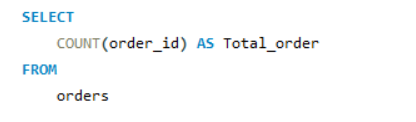 SELECT
    COUNT(order_id) AS Total_order
FROM
    orders